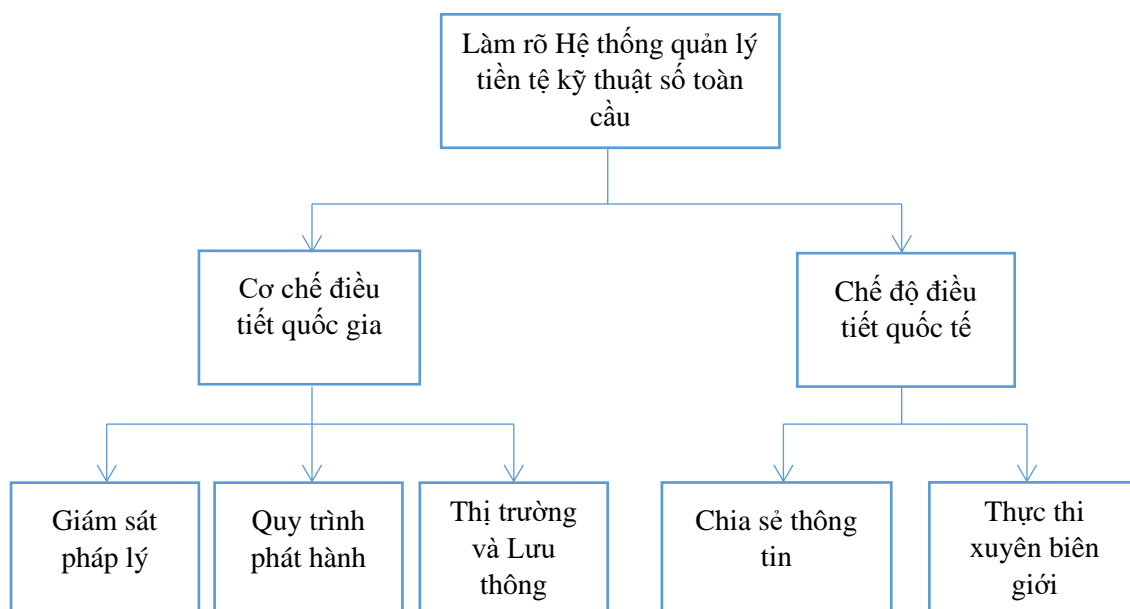 Làm rõ Hệ thống quản lý
tiền tệ kỹ thuật số toàn
cầu
Cơ chế điều
tiết quốc gia
Chế độ điều
tiết quốc tế
Giám sát
pháp lý
Quy trình
phát hành
Thị trường
và Lưu
thông
Chia sẻ thông
tin
Thực thi
xuyên biên
giới